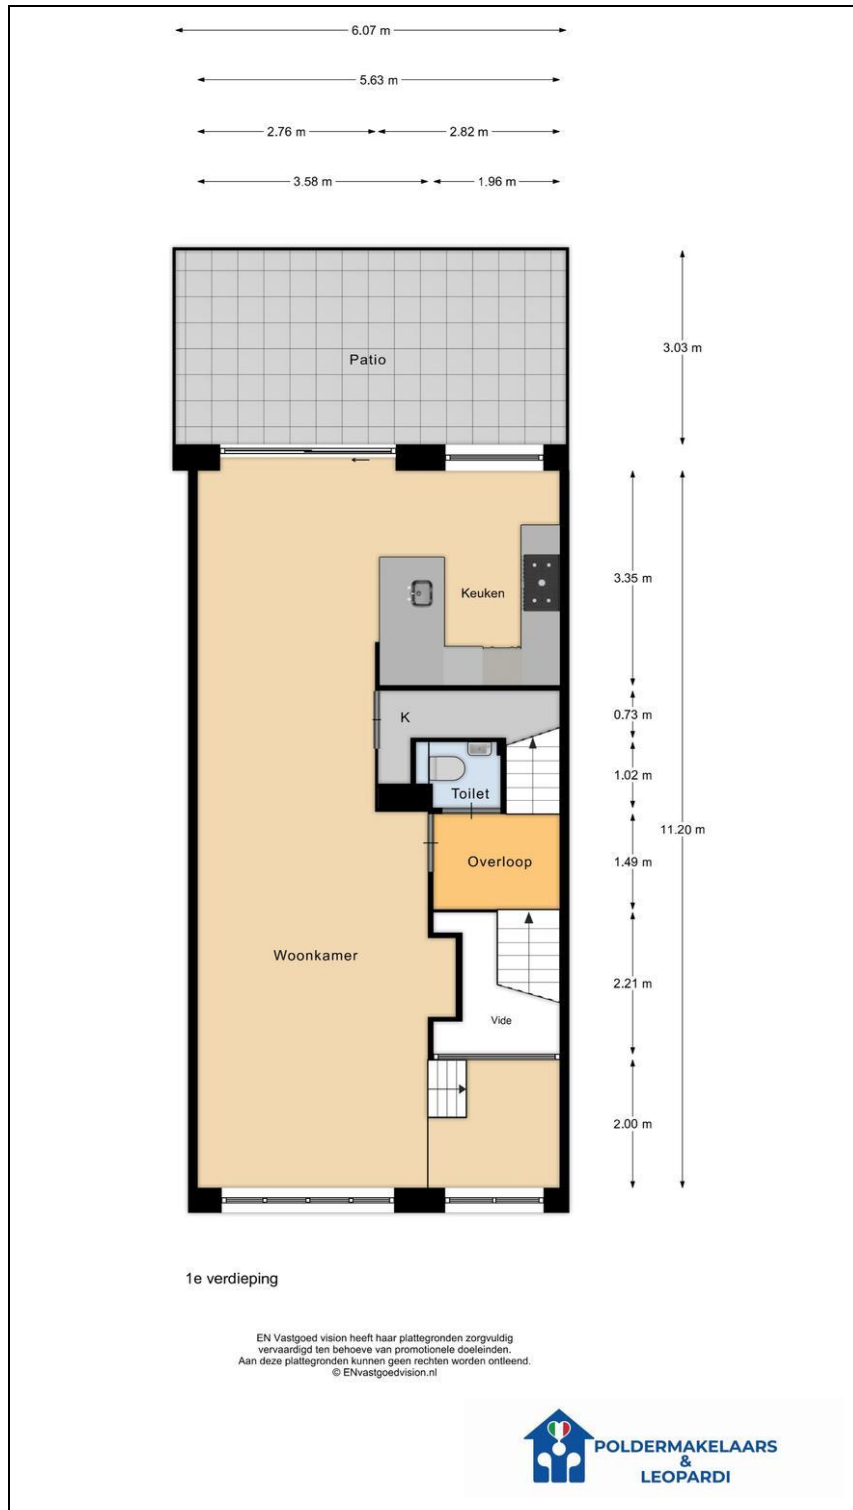 6.07 m
5.63 m
2.76 m
2.82 m
3.58 m
1.96 m
Patio
3.03 m
Keuken
3.35 m
K
0.73 m
Toilet
1.02 m
11.20 m
Overloop
1.49 m
Woonkamer
2.21 m
Vide
2.00 m
1e verdieping
EN Vastgoed vision heeft haar plattegronden zorgvuldig
vervaardigd ten behoeve van promotionele doeleinden.
Aan deze plattegronden kunnen geen rechten worden ontleend.
© ENvastgoedvision.nl
POLDERMAKELAARS
&
LEOPARDI